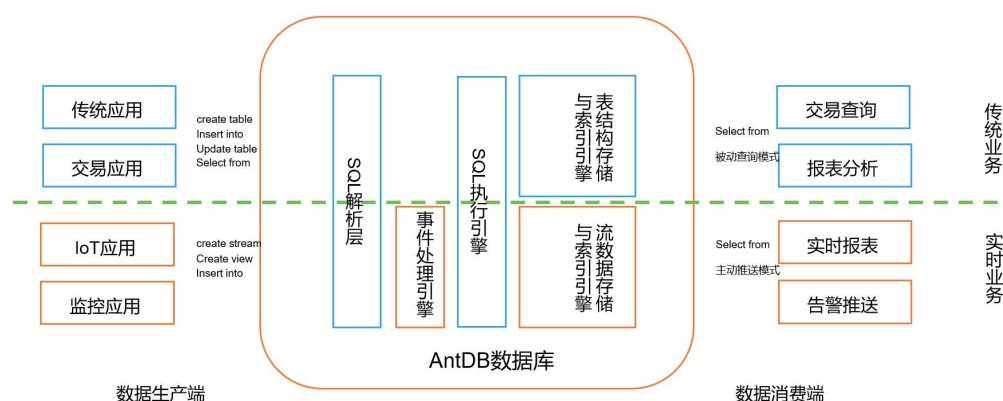 传统应用
交易应用
create table
Insert into
Update table
Select from
IoT应用
监控应用
create stream
Create view
Insert into
数据生产端
SQL解析层
事件处理引擎
SQL执行引擎
表结构存储
与索引引擎
流数据存储
与索引引擎
AntDB数据库
Select from
被动查询模式
交易查询
报表分析
传统业务
Select from
主动推送模式
实时报表
告警推送
实时业务
数据消费端